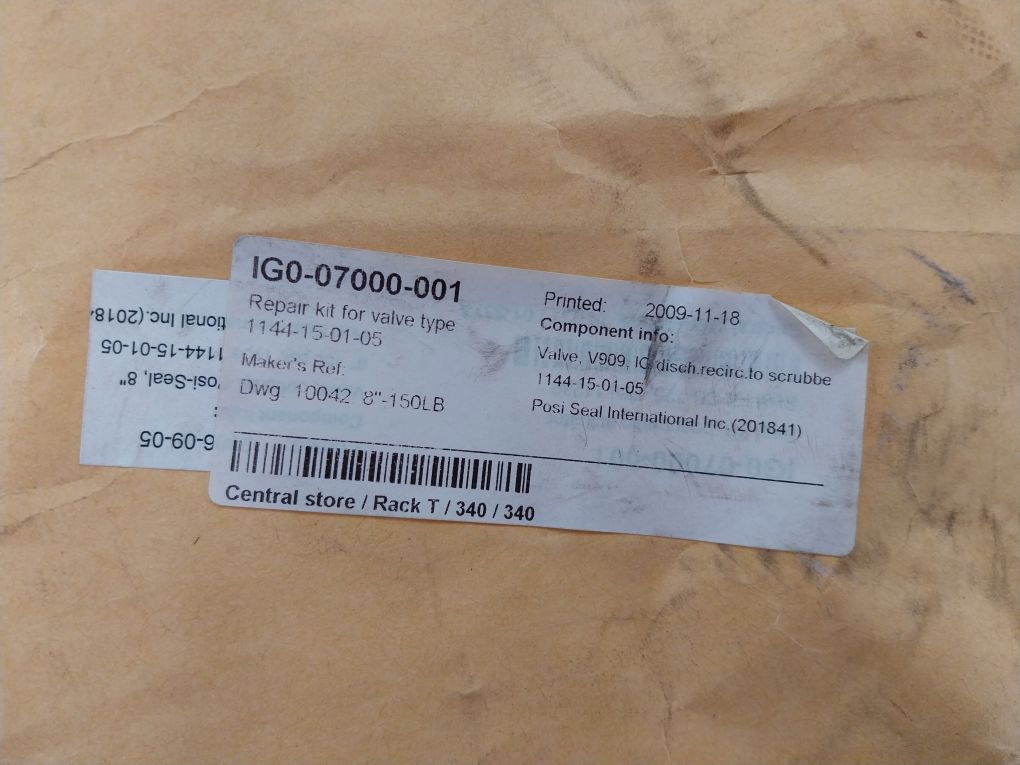 IG0-07000-001
Repair kit for valve type
1144-15-01-05
Maker's Ref:
Dwg 10042 8"-150LB
Printed: 2009-11-18
Component info:
Valve, V909, IG disch.recirc.to scrubbe
1144-15-01-05
Posi Seal International Inc.(201841)
Central store / Rack T / 340 / 340
6-09-05
:
Posi-Seal, 8"
1144-15-01-05
tional Inc.(2018